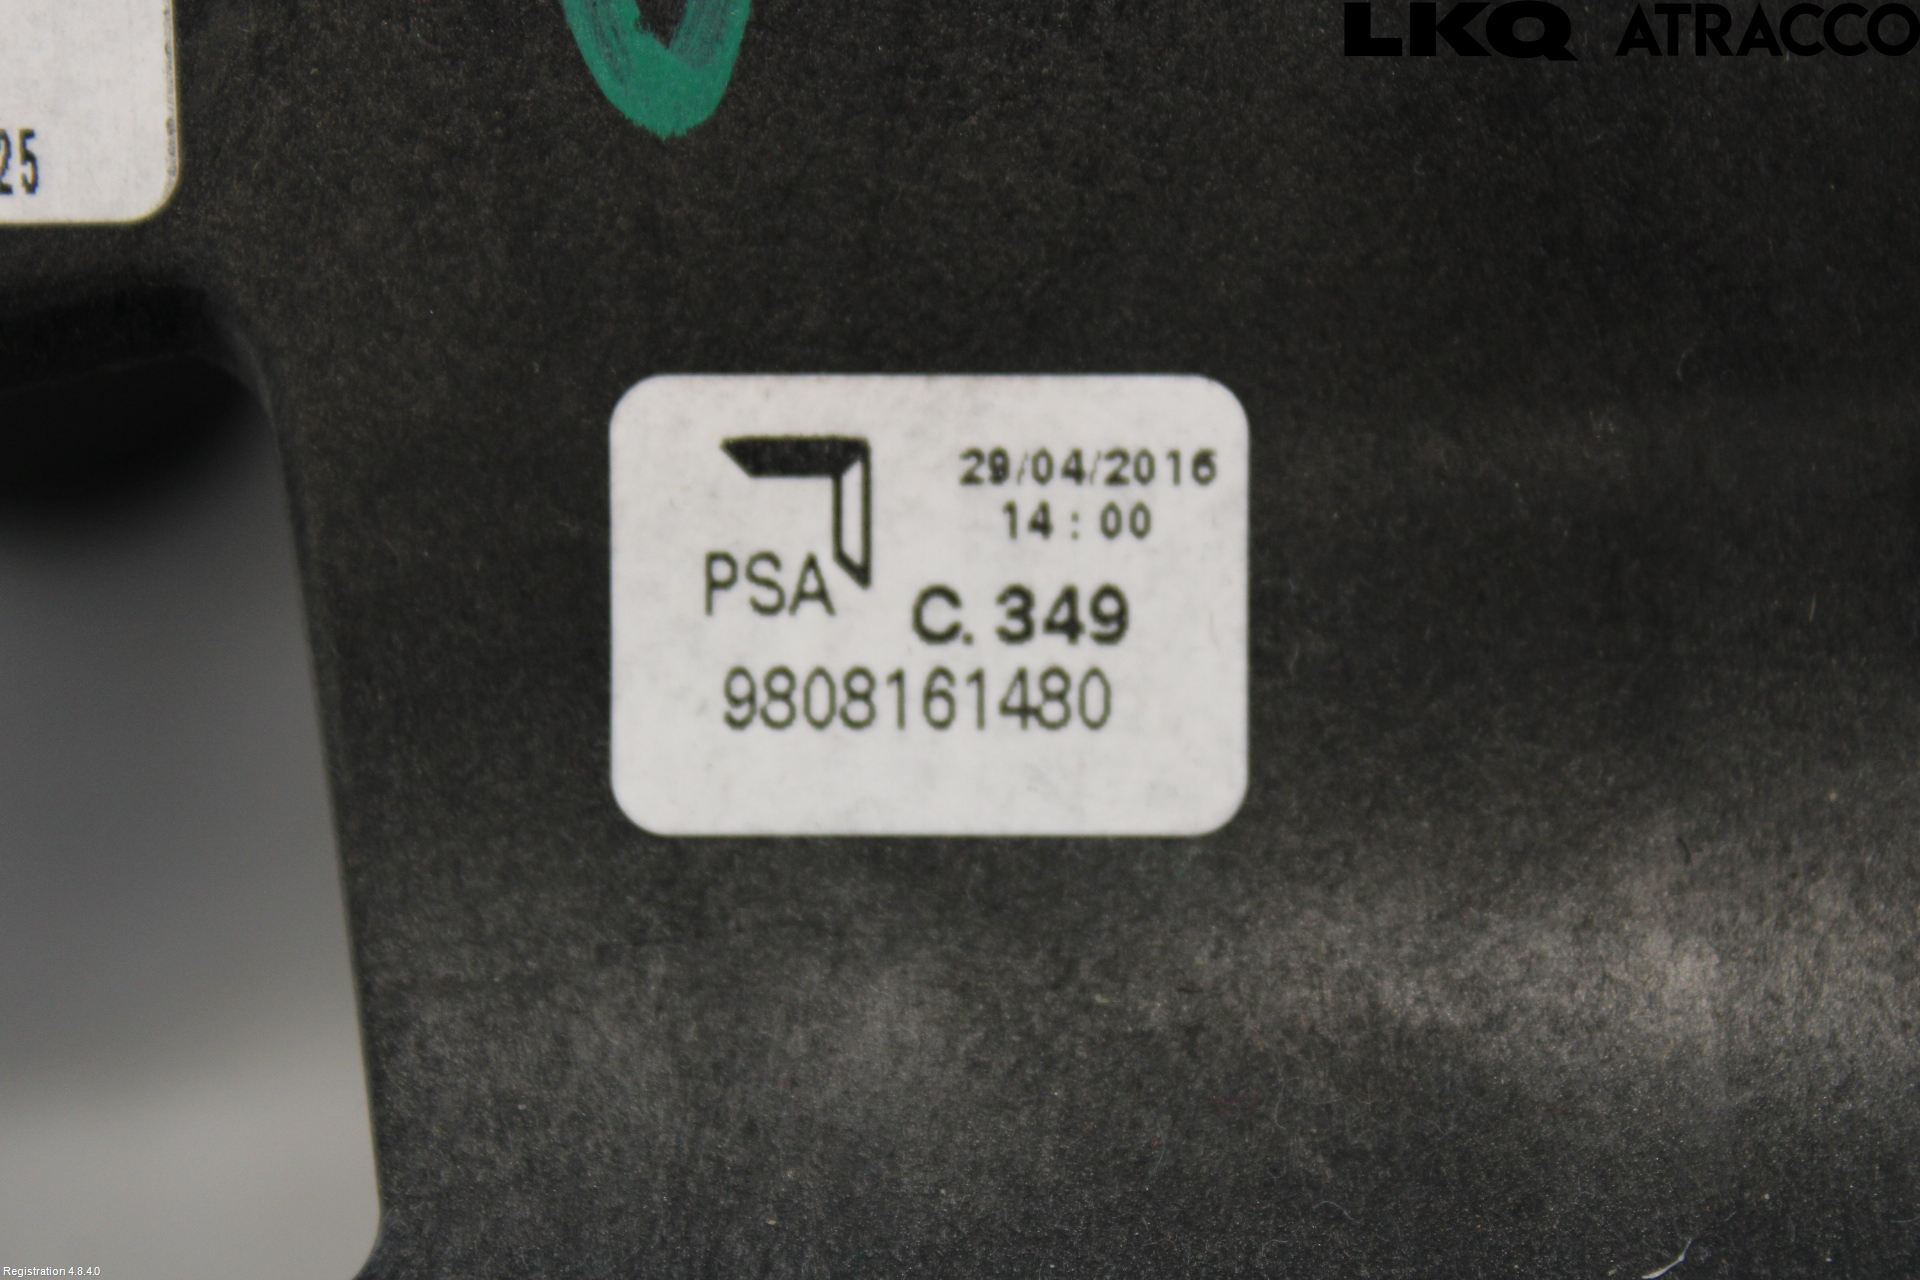 LKQ ATRACCO
25
29/04/2016
14:00
PSA
C.349
9808161480
Registration 4.8.4.0